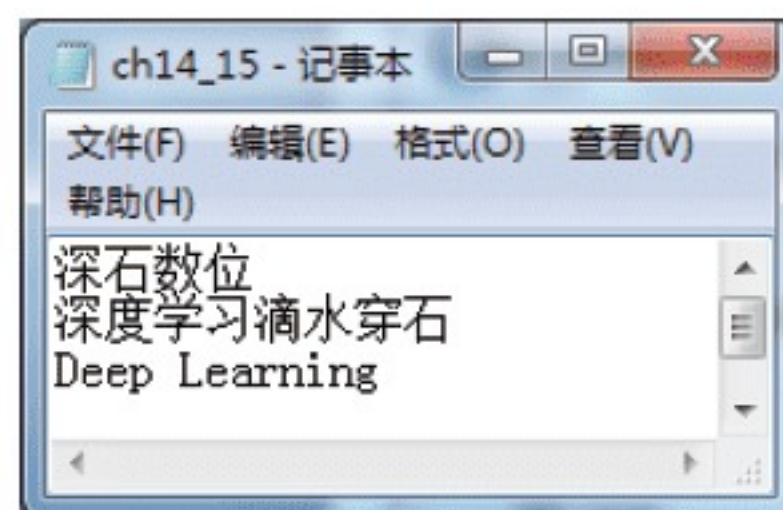 ch14_15 - 记事本
文件(F) 编辑(E) 格式(O) 查看(V)
帮助(H)
深石数位
深度学习滴水穿石
Deep Learning